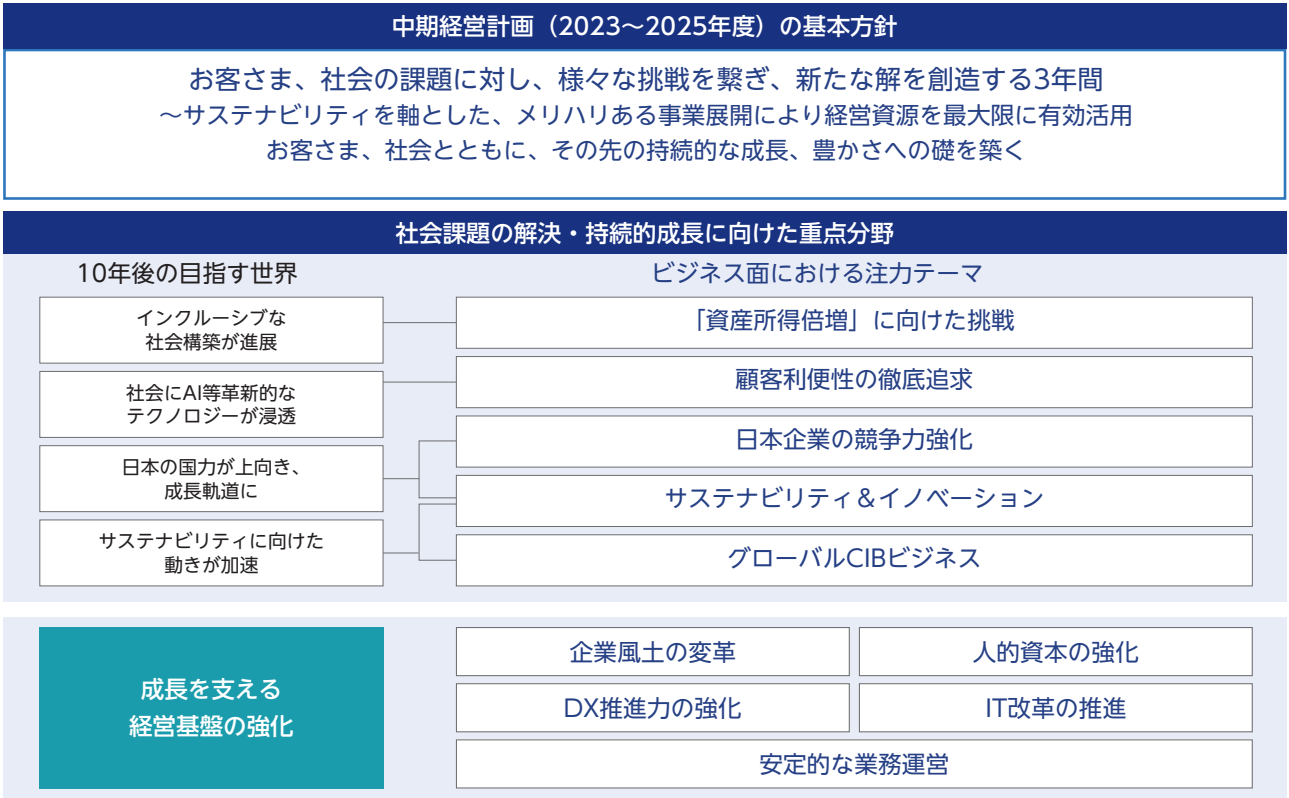 中期経営計画（2023～2025年度）の基本方針
お客さま、社会の課題に対し、様々な挑戦を繋ぎ、新たな解を創造する3年間
～サステナビリティを軸とした、メリハリある事業展開により経営資源を最大限に有効活用
お客さま、社会とともに、その先の持続的な成長、豊かさへの礎を築く
社会課題の解決・持続的成長に向けた重点分野
10年後の目指す世界
ビジネス面における注力テーマ
インクルーシブな
社会構築が進展
社会にAI等革新的な
テクノロジーが浸透
日本の国力が上向き、
成長軌道に
サステナビリティに向けた
動きが加速
「資産所得倍増」に向けた挑戦
顧客利便性の徹底追求
日本企業の競争力強化
サステナビリティ＆イノベーション
グローバルCIBビジネス
成長を支える
経営基盤の強化
企業風土の変革
人的資本の強化
DX推進力の強化
IT改革の推進
安定的な業務運営